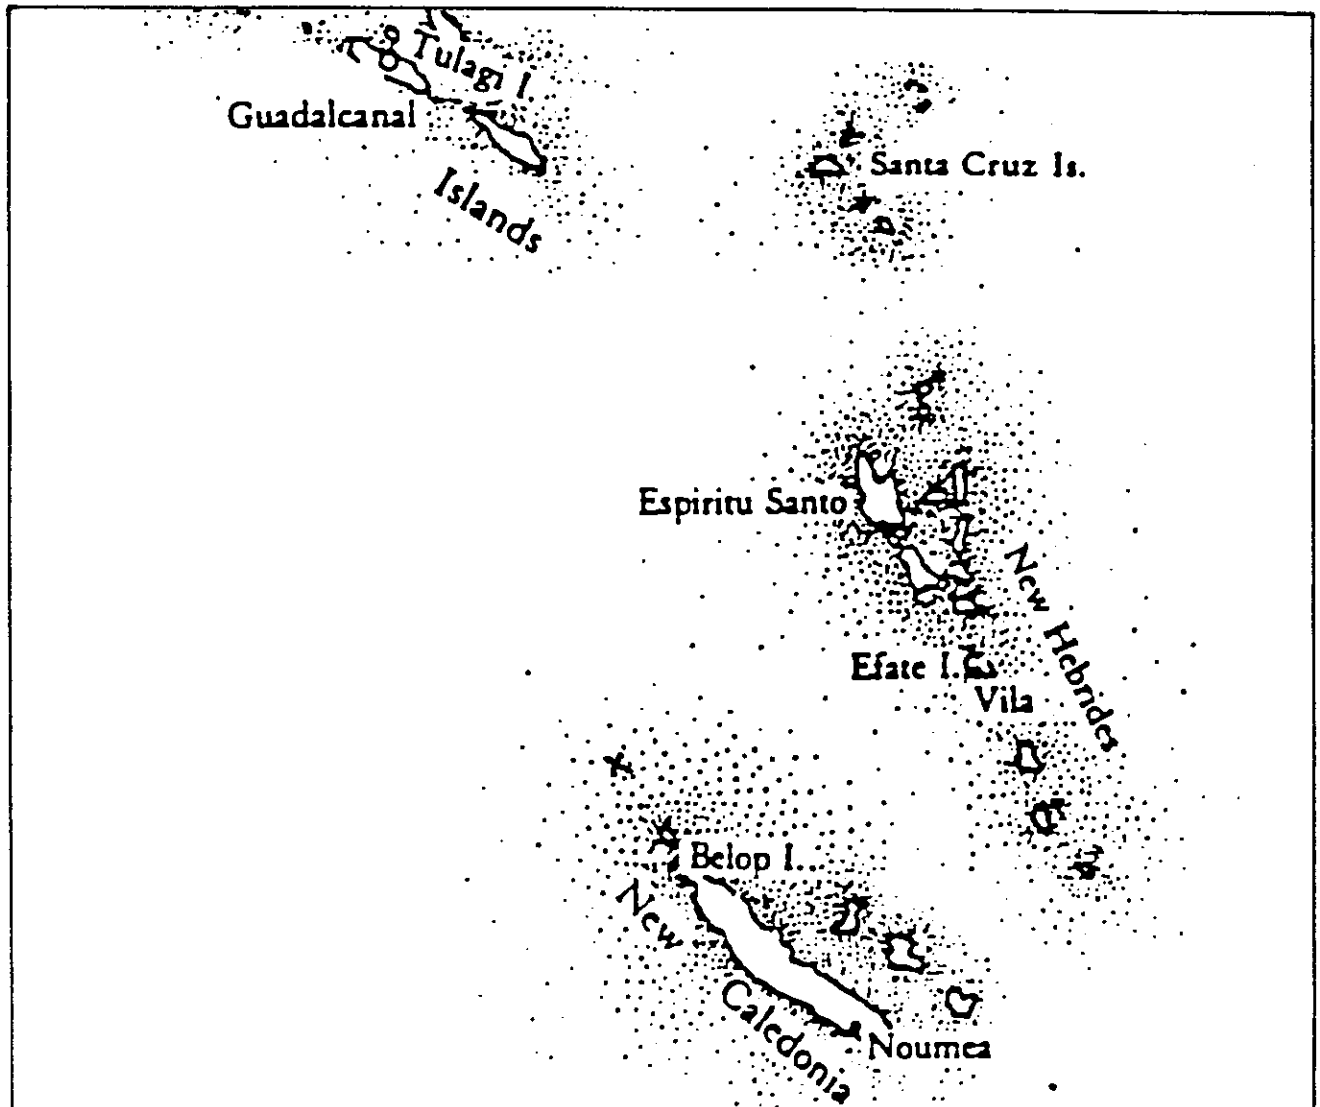 Tulagi I.
Guadalcanal
Islands
Santa Cruz Is.
Espiritu Santo
New Hebrides
Efate I.
Vila
Belop I.
New
Caledonia
Noumea